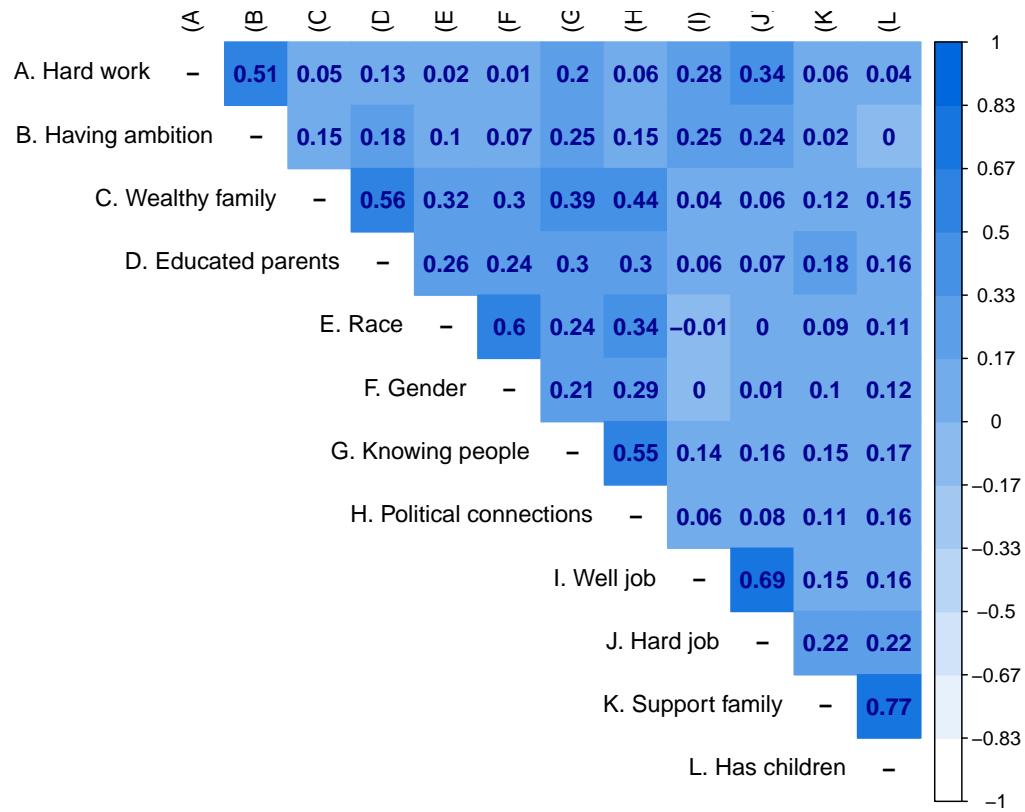 (A (B (C (D (E (F (G (H (I) (J) (K (L
A. Hard work – 0.51 0.05 0.13 0.02 0.01 0.2 0.06 0.28 0.34 0.06 0.04
B. Having ambition – 0.15 0.18 0.1 0.07 0.25 0.15 0.25 0.24 0.02 0
C. Wealthy family – 0.56 0.32 0.3 0.39 0.44 0.04 0.06 0.12 0.15
D. Educated parents – 0.26 0.24 0.3 0.3 0.06 0.07 0.18 0.16
E. Race – 0.6 0.24 0.34 −0.01 0 0.09 0.11
F. Gender – 0.21 0.29 0 0.01 0.1 0.12
G. Knowing people – 0.55 0.14 0.16 0.15 0.17
H. Political connections – 0.06 0.08 0.11 0.16
I. Well job – 0.69 0.15 0.16
J. Hard job – 0.22 0.22
K. Support family – 0.77
L. Has children –
1
0.83
0.67
0.5
0.33
0.17
0
−0.17
−0.33
−0.5
−0.67
−0.83
−1